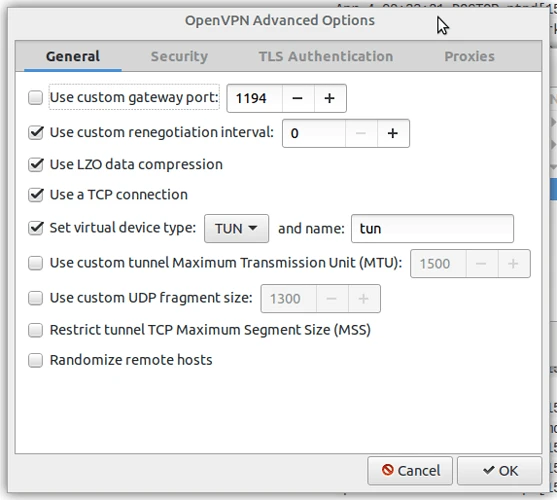 OpenVPN Advanced Options
General Security TLS Authentication Proxies
Use custom gateway port: 1194 − +
Use custom renegotiation interval: 0 − +
Use LZO data compression
Use a TCP connection
Set virtual device type: TUN and name: tun
Use custom tunnel Maximum Transmission Unit (MTU): 1500 − +
Use custom UDP fragment size: 1300 − +
Restrict tunnel TCP Maximum Segment Size (MSS)
Randomize remote hosts
Cancel OK